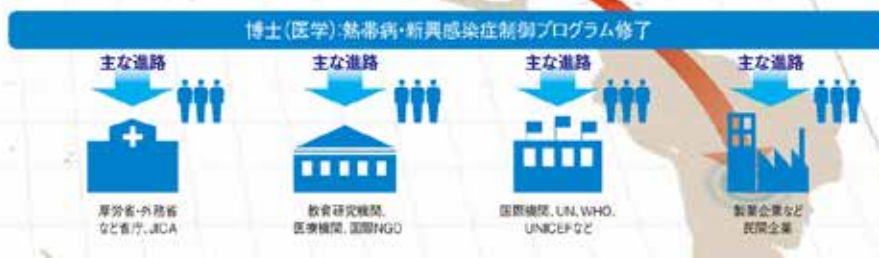 博士(医学):熱帯病・新興感染症制御プログラム修了
主な進路
主な進路
主な進路
主な進路
厚労省・外務省
など省庁、JICA
教育研究機関、
医療機関、国際NGO
国際機関、UN、WHO、
UNICEFなど
製薬企業など
民間企業